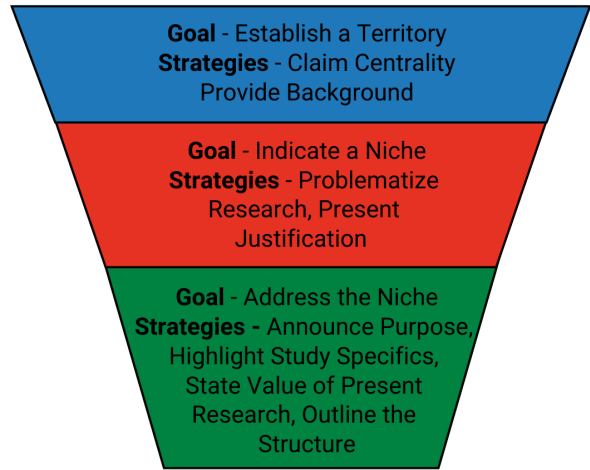 Goal - Establish a Territory
Strategies - Claim Centrality
Provide Background
Goal - Indicate a Niche
Strategies - Problematize
Research, Present
Justification
Goal - Address the Niche
Strategies - Announce Purpose,
Highlight Study Specifics,
State Value of Present
Research, Outline the
Structure